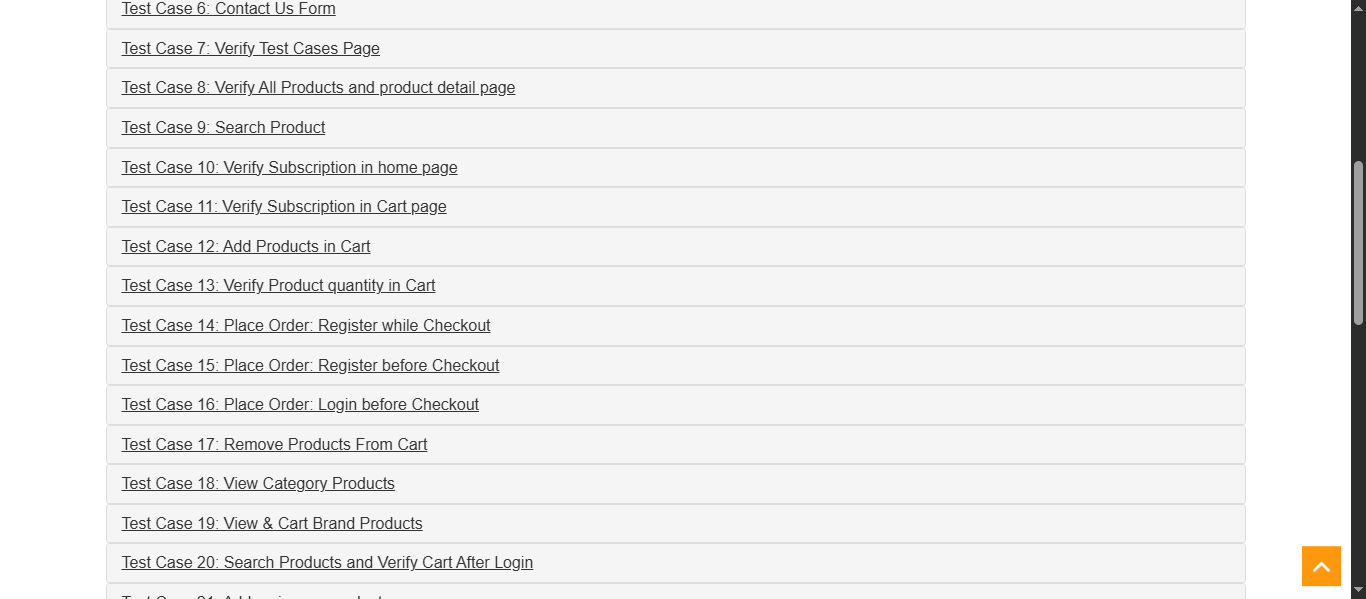 Test Case 6: Contact Us Form
Test Case 7: Verify Test Cases Page
Test Case 8: Verify All Products and product detail page
Test Case 9: Search Product
Test Case 10: Verify Subscription in home page
Test Case 11: Verify Subscription in Cart page
Test Case 12: Add Products in Cart
Test Case 13: Verify Product quantity in Cart
Test Case 14: Place Order: Register while Checkout
Test Case 15: Place Order: Register before Checkout
Test Case 16: Place Order: Login before Checkout
Test Case 17: Remove Products From Cart
Test Case 18: View Category Products
Test Case 19: View & Cart Brand Products
Test Case 20: Search Products and Verify Cart After Login